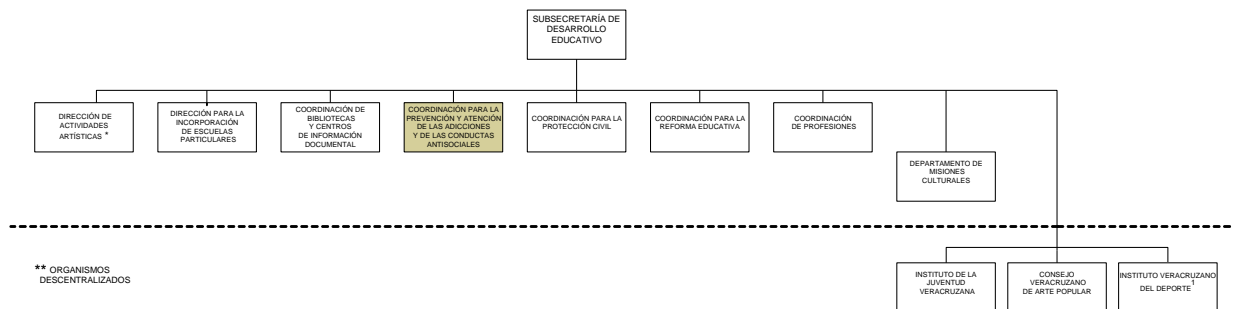 SUBSECRETARÍA DE
DESARROLLO
EDUCATIVO
DIRECCIÓN DE
ACTIVIDADES
ARTÍSTICAS *
DIRECCIÓN PARA LA
INCORPORACIÓN
DE ESCUELAS
PARTICULARES
COORDINACIÓN DE
BIBLIOTECAS
Y CENTROS
DE INFORMACIÓN
DOCUMENTAL
COORDINACIÓN PARA LA
PREVENCIÓN Y ATENCIÓN
DE LAS ADICCIONES
Y DE LAS CONDUCTAS
ANTISOCIALES
COORDINACIÓN PARA LA
PROTECCIÓN CIVIL
COORDINACIÓN PARA LA
REFORMA EDUCATIVA
COORDINACIÓN
DE PROFESIONES
DEPARTAMENTO DE
MISIONES
CULTURALES
** ORGANISMOS
DESCENTRALIZADOS
INSTITUTO DE LA
JUVENTUD
VERACRUZANA
CONSEJO
VERACRUZANO
DE ARTE POPULAR
INSTITUTO VERACRUZANO
DEL DEPORTE 1